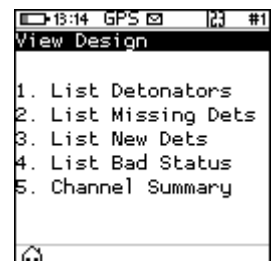 13:14 GPS 123 #1
View Design
1. List Detonators
2. List Missing Dets
3. List New Dets
4. List Bad Status
5. Channel Summary